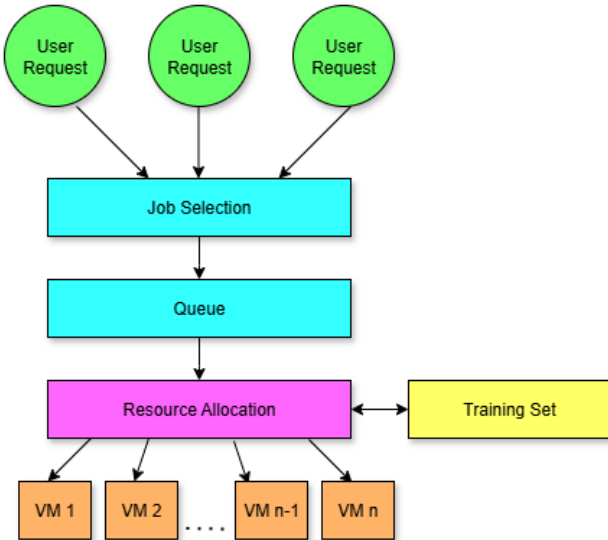 User
Request
User
Request
User
Request
Job Selection
Queue
Resource Allocation
Training Set
VM 1
VM 2
....
VM n-1
VM n